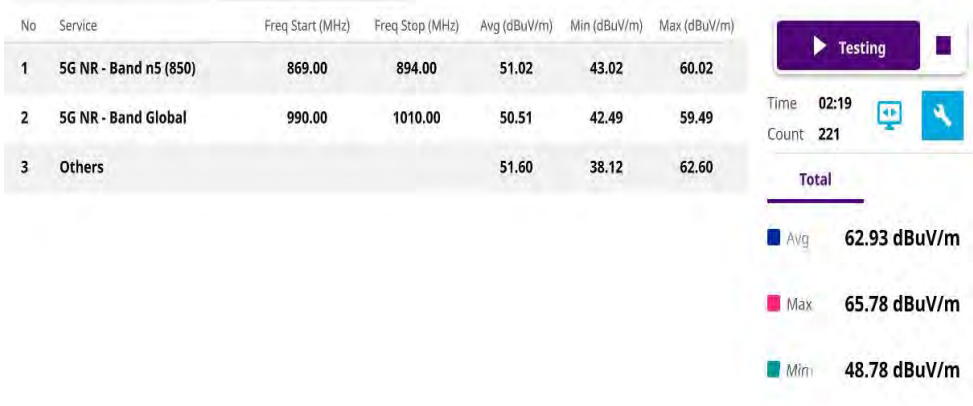 No Service Freq Start (MHz) Freq Stop (MHz) Avg (dBuV/m) Min (dBuV/m) Max (dBuV/m)
1 5G NR - Band n5 (850) 869.00 894.00 51.02 43.02 60.02
2 5G NR - Band Global 990.00 1010.00 50.51 42.49 59.49
3 Others 51.60 38.12 62.60
Testing
Time 02:19
Count 221
Total
Avg 62.93 dBuV/m
Max 65.78 dBuV/m
Min 48.78 dBuV/m